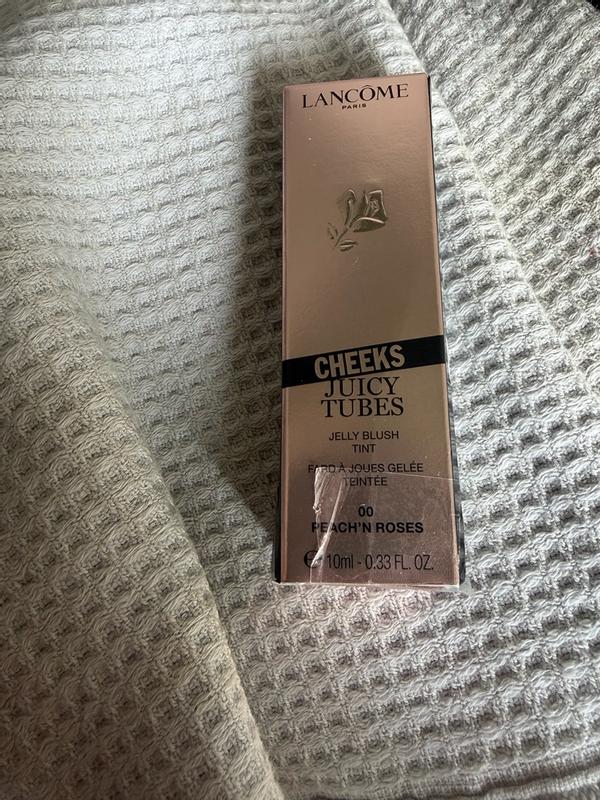 LANCÔME
PARIS
CHEEKS
JUICY
TUBES
JELLY BLUSH
TINT
FARD À JOUES GELÉE
TEINTÉE
00
PEACH'N ROSES
e 10ml - 0.33 FL. OZ.